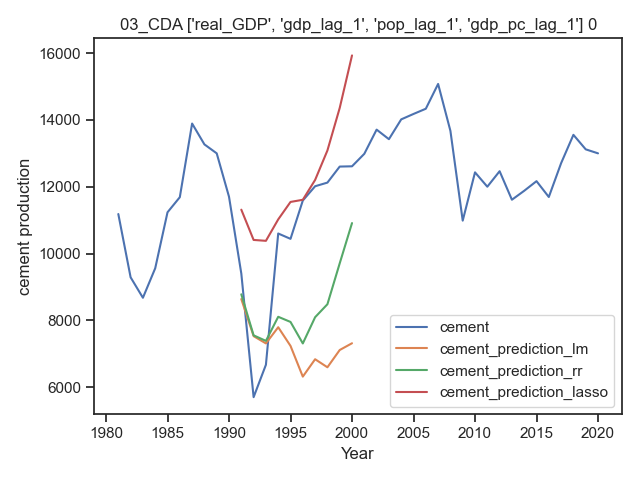 03_CDA ['real_GDP', 'gdp_lag_1', 'pop_lag_1', 'gdp_pc_lag_1'] 0
cement production
16000
14000
12000
10000
8000
6000
cement
cement_prediction_lm
cement_prediction_rr
cement_prediction_lasso
1980 1985 1990 1995 2000 2005 2010 2015 2020
Year